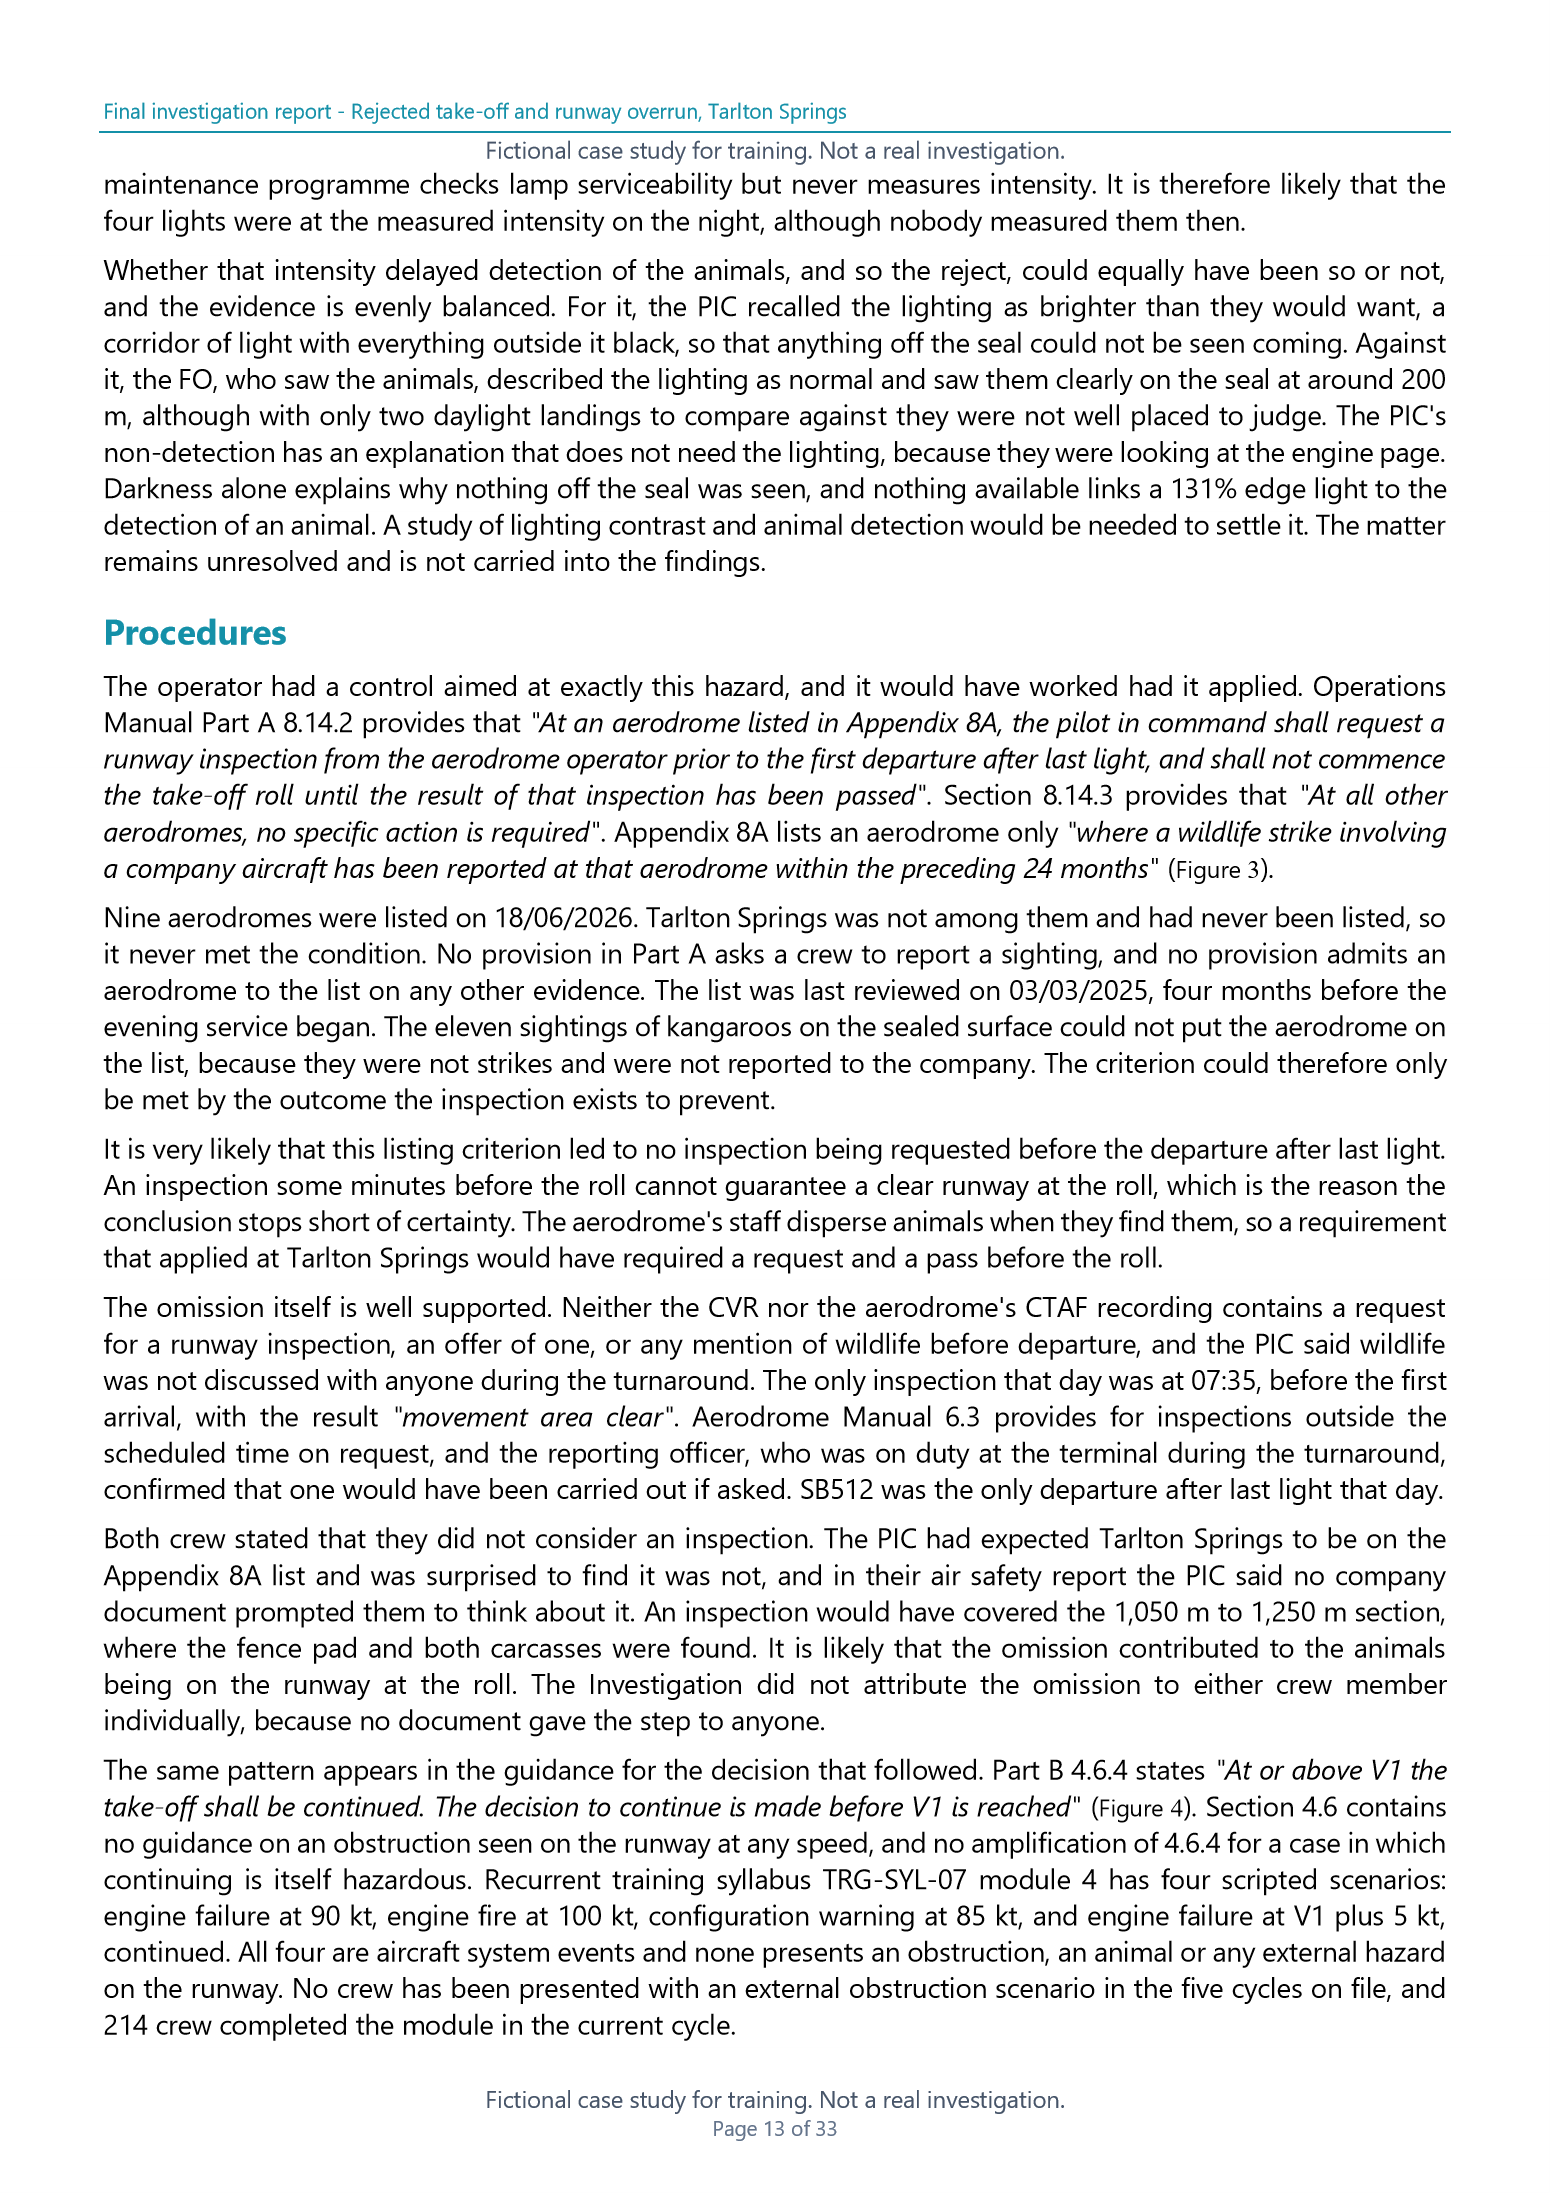 Final investigation report - Rejected take-off and runway overrun, Tarlton Springs
Fictional case study for training. Not a real investigation.
maintenance programme checks lamp serviceability but never measures intensity. It is therefore likely that the
four lights were at the measured intensity on the night, although nobody measured them then.
Whether that intensity delayed detection of the animals, and so the reject, could equally have been so or not,
and the evidence is evenly balanced. For it, the PIC recalled the lighting as brighter than they would want, a
corridor of light with everything outside it black, so that anything off the seal could not be seen coming. Against
it, the FO, who saw the animals, described the lighting as normal and saw them clearly on the seal at around 200
m, although with only two daylight landings to compare against they were not well placed to judge. The PIC's
non-detection has an explanation that does not need the lighting, because they were looking at the engine page.
Darkness alone explains why nothing off the seal was seen, and nothing available links a 131% edge light to the
detection of an animal. A study of lighting contrast and animal detection would be needed to settle it. The matter
remains unresolved and is not carried into the findings.
Procedures
The operator had a control aimed at exactly this hazard, and it would have worked had it applied. Operations
Manual Part A 8.14.2 provides that "At an aerodrome listed in Appendix 8A, the pilot in command shall request a
runway inspection from the aerodrome operator prior to the first departure after last light, and shall not commence
the take-off roll until the result of that inspection has been passed". Section 8.14.3 provides that "At all other
aerodromes, no specific action is required". Appendix 8A lists an aerodrome only "where a wildlife strike involving
a company aircraft has been reported at that aerodrome within the preceding 24 months" (Figure 3).
Nine aerodromes were listed on 18/06/2026. Tarlton Springs was not among them and had never been listed, so
it never met the condition. No provision in Part A asks a crew to report a sighting, and no provision admits an
aerodrome to the list on any other evidence. The list was last reviewed on 03/03/2025, four months before the
evening service began. The eleven sightings of kangaroos on the sealed surface could not put the aerodrome on
the list, because they were not strikes and were not reported to the company. The criterion could therefore only
be met by the outcome the inspection exists to prevent.
It is very likely that this listing criterion led to no inspection being requested before the departure after last light.
An inspection some minutes before the roll cannot guarantee a clear runway at the roll, which is the reason the
conclusion stops short of certainty. The aerodrome's staff disperse animals when they find them, so a requirement
that applied at Tarlton Springs would have required a request and a pass before the roll.
The omission itself is well supported. Neither the CVR nor the aerodrome's CTAF recording contains a request
for a runway inspection, an offer of one, or any mention of wildlife before departure, and the PIC said wildlife
was not discussed with anyone during the turnaround. The only inspection that day was at 07:35, before the first
arrival, with the result "movement area clear". Aerodrome Manual 6.3 provides for inspections outside the
scheduled time on request, and the reporting officer, who was on duty at the terminal during the turnaround,
confirmed that one would have been carried out if asked. SB512 was the only departure after last light that day.
Both crew stated that they did not consider an inspection. The PIC had expected Tarlton Springs to be on the
Appendix 8A list and was surprised to find it was not, and in their air safety report the PIC said no company
document prompted them to think about it. An inspection would have covered the 1,050 m to 1,250 m section,
where the fence pad and both carcasses were found. It is likely that the omission contributed to the animals
being on the runway at the roll. The Investigation did not attribute the omission to either crew member
individually, because no document gave the step to anyone.
The same pattern appears in the guidance for the decision that followed. Part B 4.6.4 states "At or above V1 the
take-off shall be continued. The decision to continue is made before V1 is reached" (Figure 4). Section 4.6 contains
no guidance on an obstruction seen on the runway at any speed, and no amplification of 4.6.4 for a case in which
continuing is itself hazardous. Recurrent training syllabus TRG-SYL-07 module 4 has four scripted scenarios:
engine failure at 90 kt, engine fire at 100 kt, configuration warning at 85 kt, and engine failure at V1 plus 5 kt,
continued. All four are aircraft system events and none presents an obstruction, an animal or any external hazard
on the runway. No crew has been presented with an external obstruction scenario in the five cycles on file, and
214 crew completed the module in the current cycle.
Fictional case study for training. Not a real investigation.
Page 13 of 33